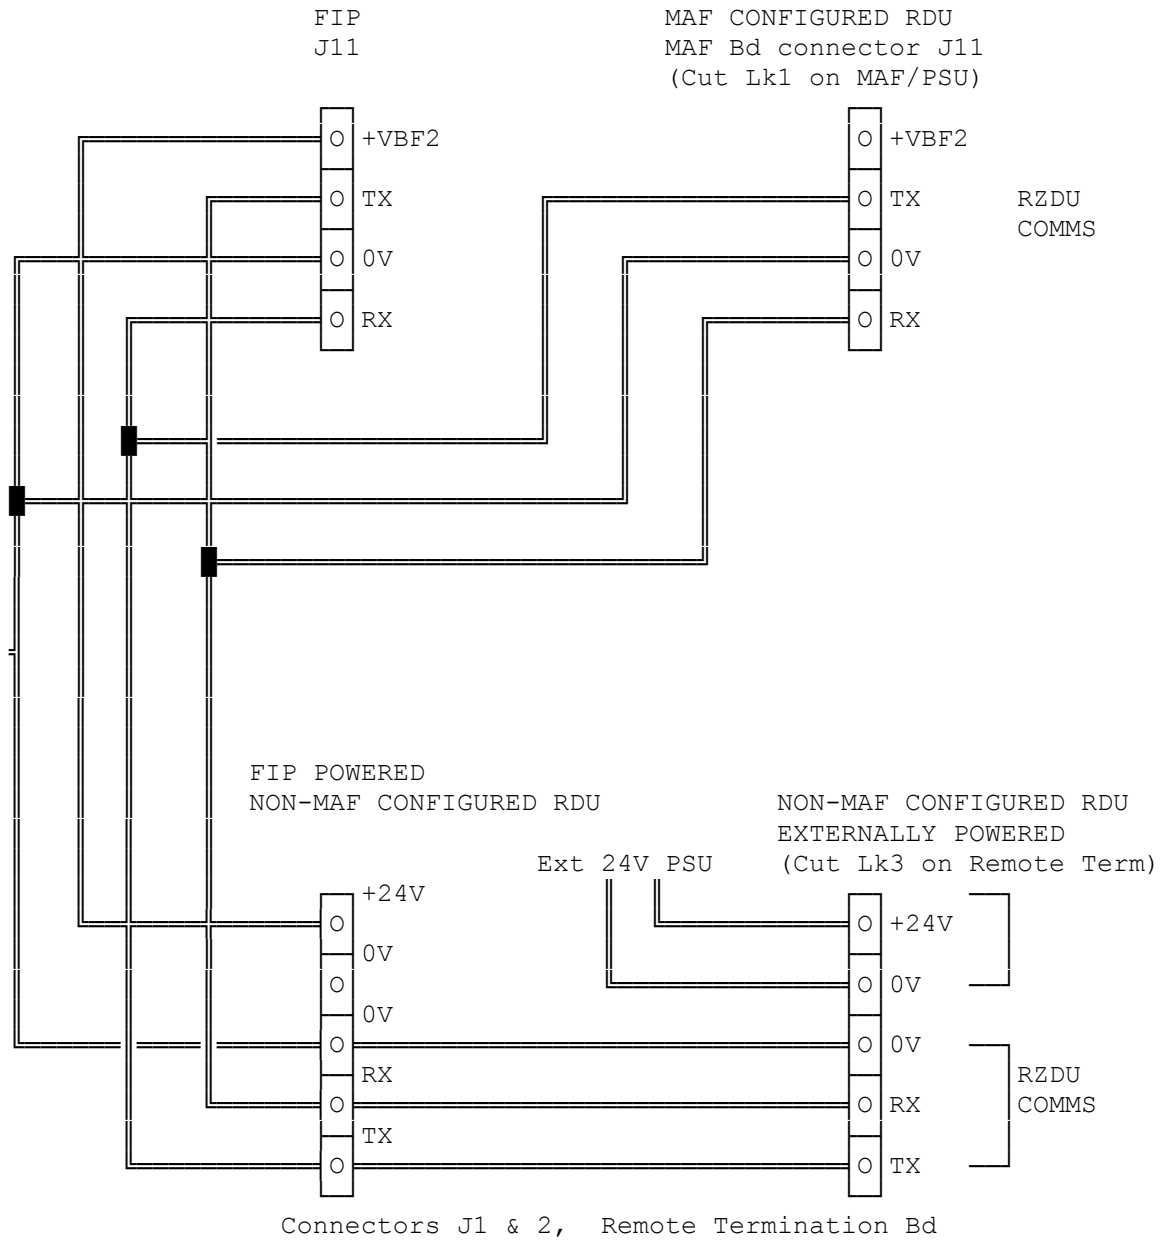 FIP
J11
MAF CONFIGURED RDU
MAF Bd connector J11
(Cut Lk1 on MAF/PSU)
+VBF2
TX
0V
RX
+VBF2
TX
0V
RX
RZDU
COMMS
FIP POWERED
NON-MAF CONFIGURED RDU
NON-MAF CONFIGURED RDU
EXTERNALLY POWERED
(Cut Lk3 on Remote Term)
Ext 24V PSU
+24V
0V
0V
RX
TX
+24V
0V
0V
RX
TX
RZDU
COMMS
Connectors J1 & 2, Remote Termination Bd